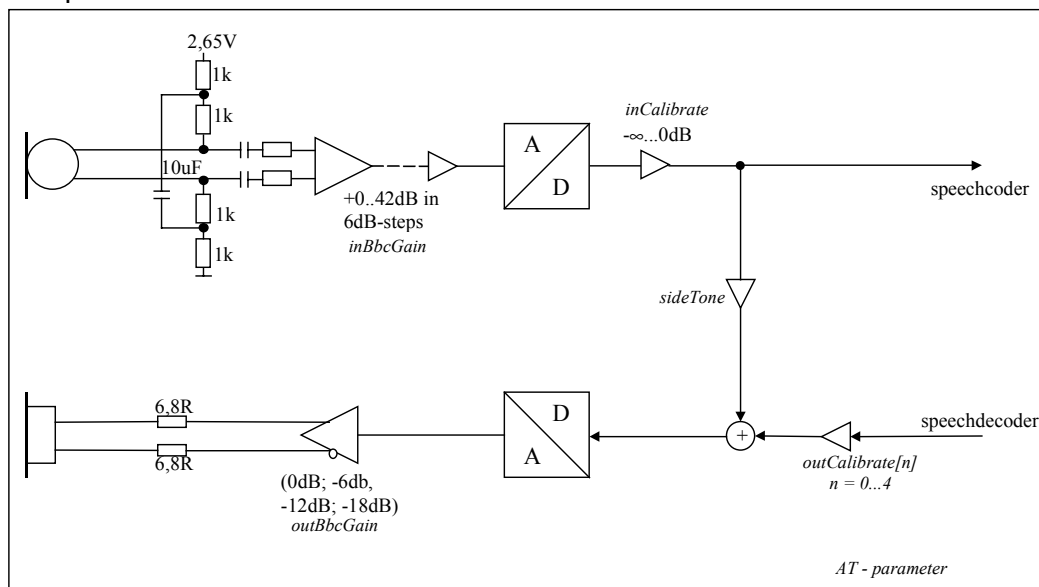 2,65V
1k
1k
10uF
1k
1k
+0..42dB in
6dB-steps
inBbcGain
A
D
inCalibrate
-∞...0dB
speechcoder
sideTone
6,8R
6,8R
(0dB; -6db,
-12dB; -18dB)
outBbcGain
D
A
+
speechdecoder
outCalibrate[n]
n = 0...4
AT - parameter